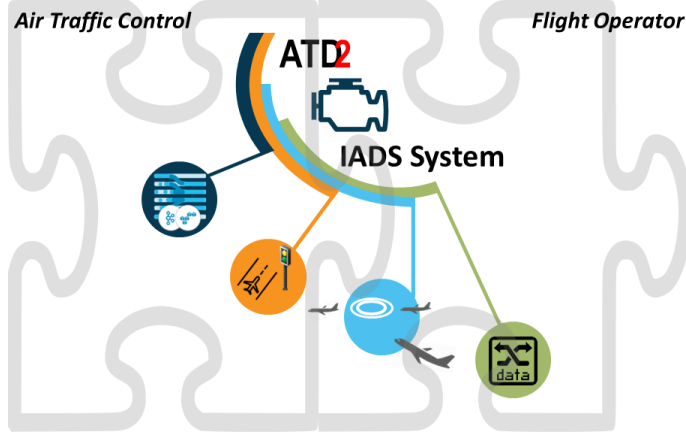 Air Traffic Control
Flight Operator
ATD2
IADS System
data